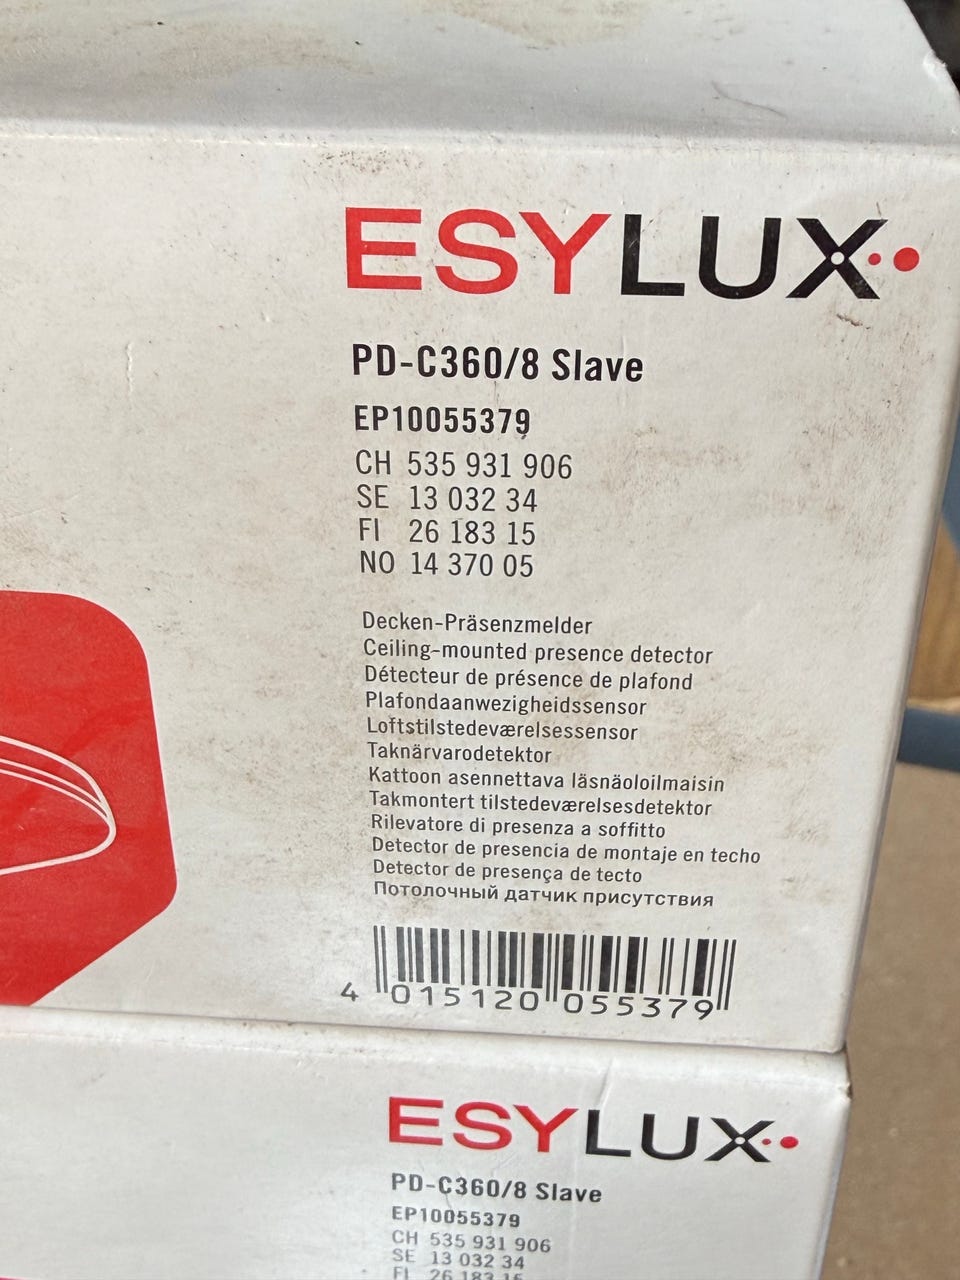 ESYLUX
PD-C360/8 Slave
EP10055379
CH 535 931 906
SE 13 032 34
FI 26 183 15
NO 14 370 05
Decken-Präsenzmelder
Ceiling-mounted presence detector
Détecteur de présence de plafond
Plafondaanwezigheidssensor
Loftstilstedeværelsessensor
Taknärvarodetektor
Kattoon asennettava läsnäoloilmaisin
Takmontert tilstedeværelsesdetektor
Rilevatore di presenza a soffitto
Detector de presencia de montaje en techo
Detector de presença de tecto
Потолочный датчик присутствия
4 015120 055379
ESYLUX
PD-C360/8 Slave
EP10055379
CH 535 931 906
SE 13 032 34
FI 26 183 15